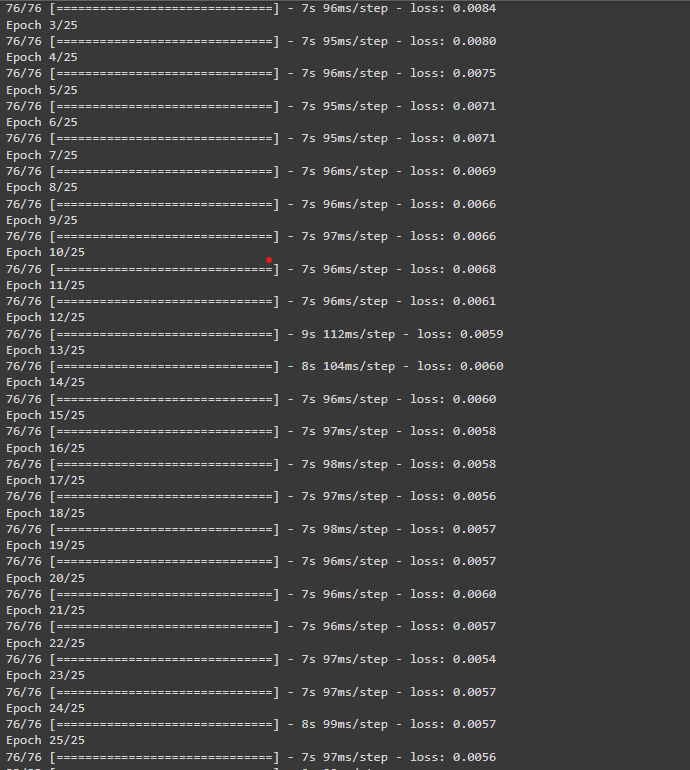 76/76 [==============================] - 7s 96ms/step - loss: 0.0084
Epoch 3/25
76/76 [==============================] - 7s 95ms/step - loss: 0.0080
Epoch 4/25
76/76 [==============================] - 7s 96ms/step - loss: 0.0075
Epoch 5/25
76/76 [==============================] - 7s 95ms/step - loss: 0.0071
Epoch 6/25
76/76 [==============================] - 7s 95ms/step - loss: 0.0071
Epoch 7/25
76/76 [==============================] - 7s 96ms/step - loss: 0.0069
Epoch 8/25
76/76 [==============================] - 7s 96ms/step - loss: 0.0066
Epoch 9/25
76/76 [==============================] - 7s 97ms/step - loss: 0.0066
Epoch 10/25
76/76 [==============================] - 7s 96ms/step - loss: 0.0068
Epoch 11/25
76/76 [==============================] - 7s 96ms/step - loss: 0.0061
Epoch 12/25
76/76 [==============================] - 9s 112ms/step - loss: 0.0059
Epoch 13/25
76/76 [==============================] - 8s 104ms/step - loss: 0.0060
Epoch 14/25
76/76 [==============================] - 7s 96ms/step - loss: 0.0060
Epoch 15/25
76/76 [==============================] - 7s 97ms/step - loss: 0.0058
Epoch 16/25
76/76 [==============================] - 7s 98ms/step - loss: 0.0058
Epoch 17/25
76/76 [==============================] - 7s 97ms/step - loss: 0.0056
Epoch 18/25
76/76 [==============================] - 7s 98ms/step - loss: 0.0057
Epoch 19/25
76/76 [==============================] - 7s 96ms/step - loss: 0.0057
Epoch 20/25
76/76 [==============================] - 7s 96ms/step - loss: 0.0060
Epoch 21/25
76/76 [==============================] - 7s 96ms/step - loss: 0.0057
Epoch 22/25
76/76 [==============================] - 7s 97ms/step - loss: 0.0054
Epoch 23/25
76/76 [==============================] - 7s 97ms/step - loss: 0.0057
Epoch 24/25
76/76 [==============================] - 8s 99ms/step - loss: 0.0057
Epoch 25/25
76/76 [==============================] - 7s 97ms/step - loss: 0.0056